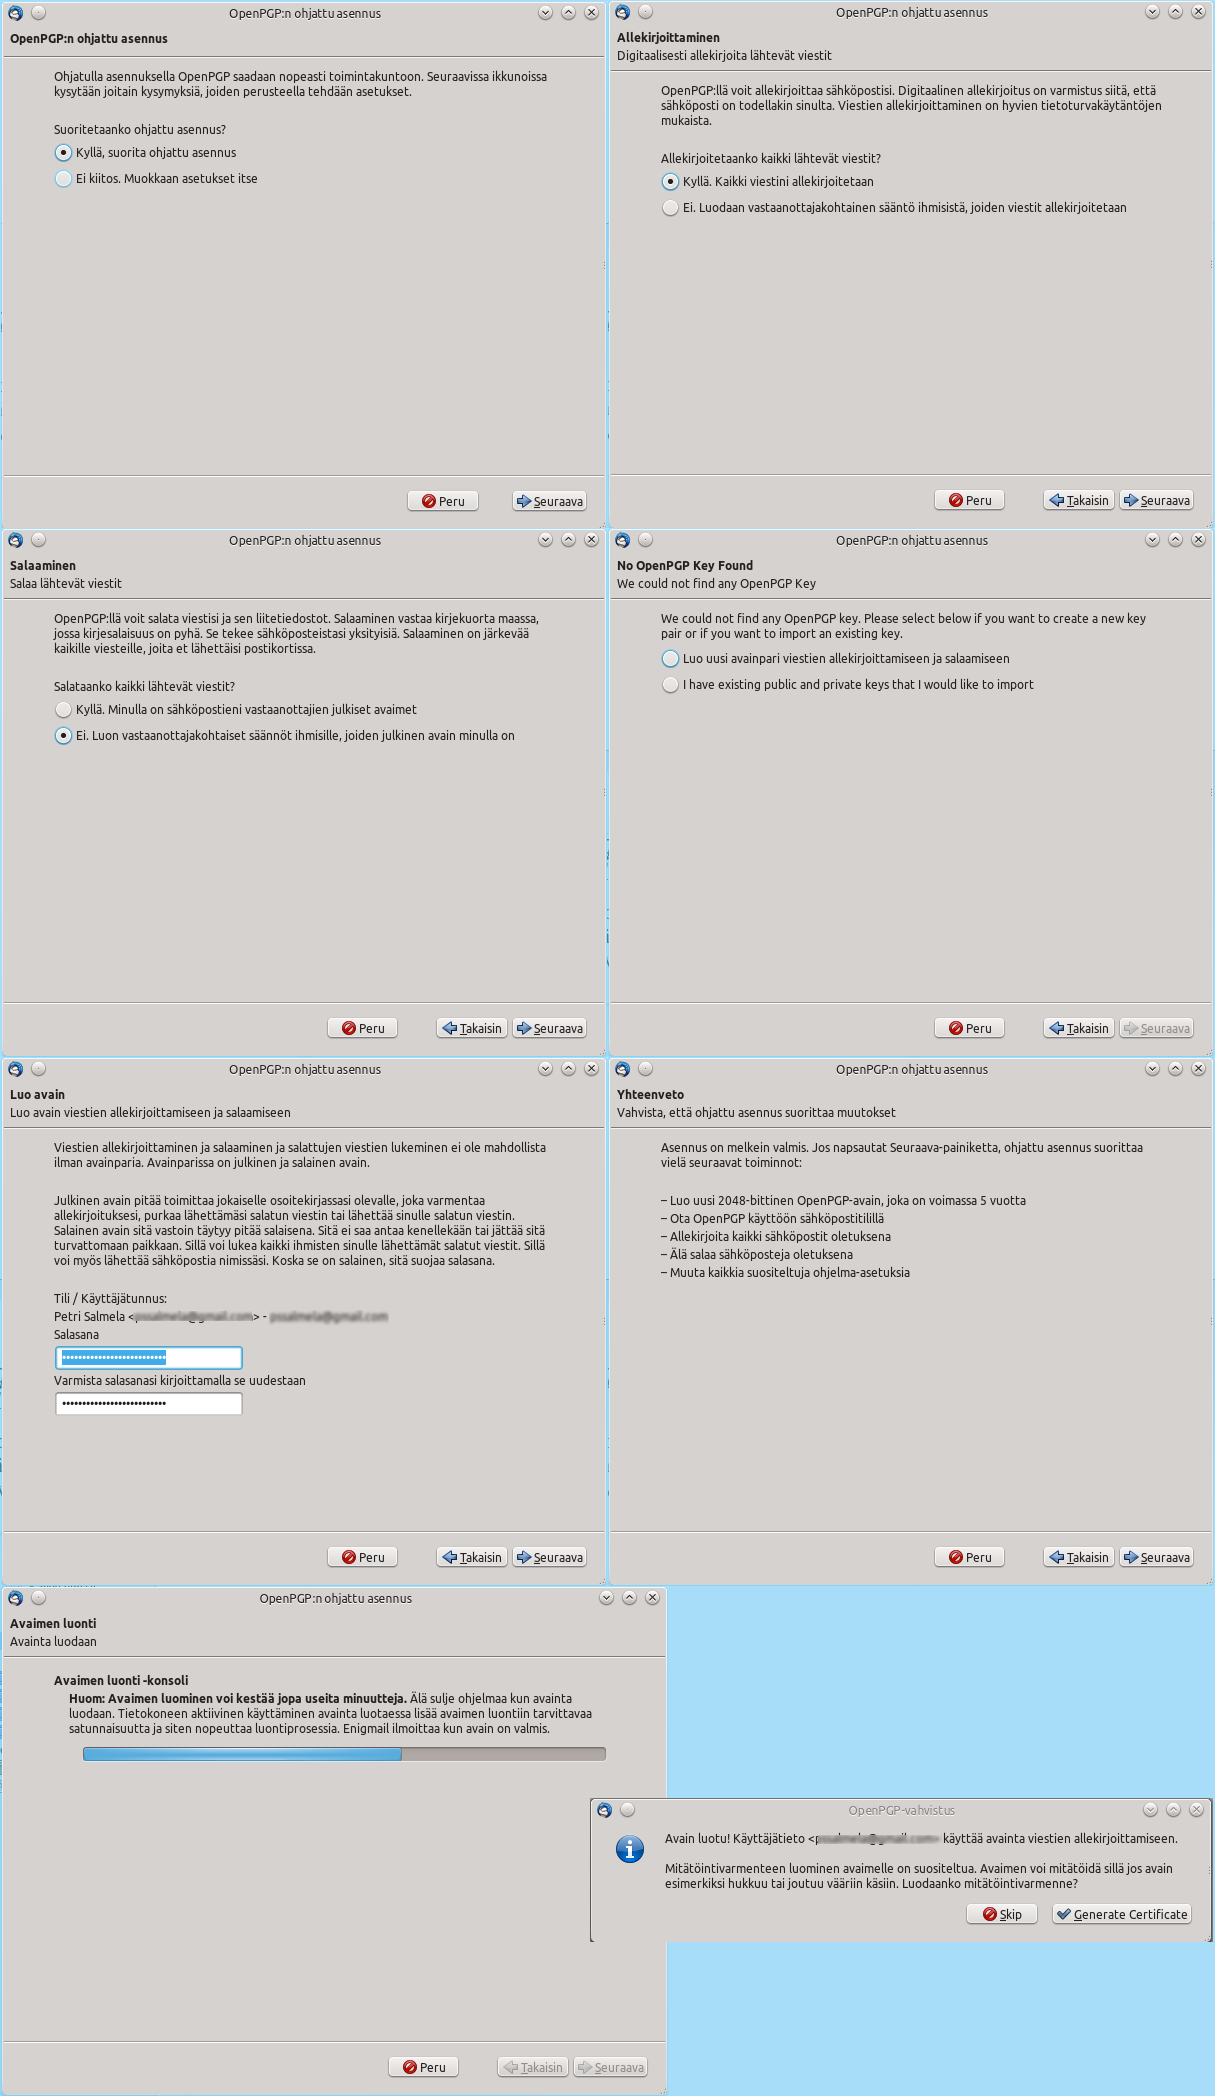 OpenPGP:n ohjattu asennus
OpenPGP:n ohjattu asennus
Ohjatulla asennuksella OpenPGP saadaan nopeasti toimintakuntoon. Seuraavissa ikkunoissa
kysytään joitain kysymyksiä, joiden perusteella tehdään asetukset.
Suoritetaanko ohjattu asennus?
Kyllä, suorita ohjattu asennus
Ei kiitos. Muokkaan asetukset itse
Peru
Seuraava
OpenPGP:n ohjattu asennus
Allekirjoittaminen
Digitaalisesti allekirjoita lähtevät viestit
OpenPGP:llä voit allekirjoittaa sähköpostisi. Digitaalinen allekirjoitus on varmistus siitä, että
sähköposti on todellakin sinulta. Viestien allekirjoittaminen on hyvien tietoturvakäytäntöjen
mukaista.
Allekirjoitetaanko kaikki lähtevät viestit?
Kyllä. Kaikki viestini allekirjoitetaan
Ei. Luodaan vastaanottajakohtainen sääntö ihmisistä, joiden viestit allekirjoitetaan
Peru
Takaisin
Seuraava
OpenPGP:n ohjattu asennus
Salaaminen
Salaa lähtevät viestit
OpenPGP:llä voit salata viestisi ja sen liitetiedostot. Salaaminen vastaa kirjekuorta maassa,
jossa kirjesalaisuus on pyhä. Se tekee sähköposteistasi yksityisiä. Salaaminen on järkevää
kaikille viesteille, joita et lähettäisi postikortissa.
Salataanko kaikki lähtevät viestit?
Kyllä. Minulla on sähköpostieni vastaanottajien julkiset avaimet
Ei. Luon vastaanottajakohtaiset säännöt ihmisille, joiden julkinen avain minulla on
Peru
Takaisin
Seuraava
OpenPGP:n ohjattu asennus
No OpenPGP Key Found
We could not find any OpenPGP Key
We could not find any OpenPGP key. Please select below if you want to create a new key
pair or if you want to import an existing key.
Luo uusi avainpari viestien allekirjoittamiseen ja salaamiseen
I have existing public and private keys that I would like to import
Peru
Takaisin
Seuraava
OpenPGP:n ohjattu asennus
Luo avain
Luo avain viestien allekirjoittamiseen ja salaamiseen
Viestien allekirjoittaminen ja salaaminen ja salattujen viestien lukeminen ei ole mahdollista
ilman avainparia. Avainparissa on julkinen ja salainen avain.
Julkinen avain pitää toimittaa jokaiselle osoitekirjassasi olevalle, joka varmentaa
allekirjoituksesi, purkaa lähettämäsi salatun viestin tai lähettää sinulle salatun viestin.
Salainen avain sitä vastoin täytyy pitää salaisena. Sitä ei saa antaa kenellekään tai jättää sitä
turvattomaan paikkaan. Sillä voi lukea kaikki ihmisten sinulle lähettämät salatut viestit. Sillä
voi myös lähettää sähköpostia nimissäsi. Koska se on salainen, sitä suojaa salasana.
Tili / Käyttäjätunnus:
Petri Salmela < > -
Salasana
Varmista salasanasi kirjoittamalla se uudestaan
Peru
Takaisin
Seuraava
OpenPGP:n ohjattu asennus
Yhteenveto
Vahvista, että ohjattu asennus suorittaa muutokset
Asennus on melkein valmis. Jos napsautat Seuraava-painiketta, ohjattu asennus suorittaa
vielä seuraavat toiminnot:
– Luo uusi 2048-bittinen OpenPGP-avain, joka on voimassa 5 vuotta
– Ota OpenPGP käyttöön sähköpostitilillä
– Allekirjoita kaikki sähköpostit oletuksena
– Älä salaa sähköposteja oletuksena
– Muuta kaikkia suositeltuja ohjelma-asetuksia
Peru
Takaisin
Seuraava
OpenPGP:n ohjattu asennus
Avaimen luonti
Avainta luodaan
Avaimen luonti -konsoli
Huom: Avaimen luominen voi kestää jopa useita minuutteja. Älä sulje ohjelmaa kun avainta
luodaan. Tietokoneen aktiivinen käyttäminen avainta luotaessa lisää avaimen luontiin tarvittavaa
satunnaisuutta ja siten nopeuttaa luontiprosessia. Enigmail ilmoittaa kun avain on valmis.
Peru
Takaisin
Seuraava
OpenPGP-vahvistus
Avain luotu! Käyttäjätieto < > käyttää avainta viestien allekirjoittamiseen.
Mitätöintivarmenteen luominen avaimelle on suositeltua. Avaimen voi mitätöidä sillä jos avain
esimerkiksi hukkuu tai joutuu vääriin käsiin. Luodaanko mitätöintivarmenne?
Skip
Generate Certificate